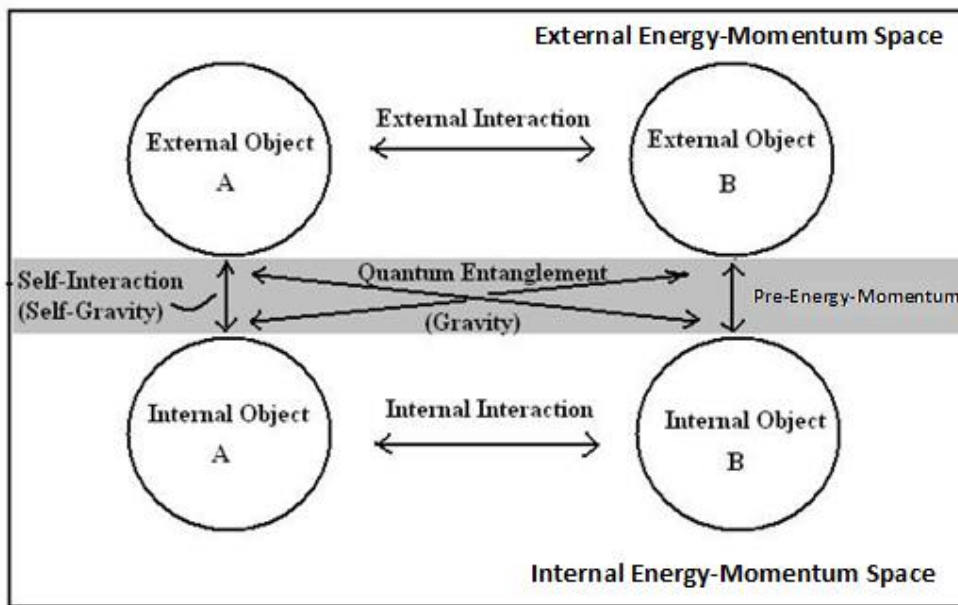 External Energy-Momentum Space
External Object
A
External Interaction
External Object
B
Self-Interaction
(Self-Gravity)
Quantum Entanglement
(Gravity)
Pre-Energy-Momentum
Internal Object
A
Internal Interaction
Internal Object
B
Internal Energy-Momentum Space